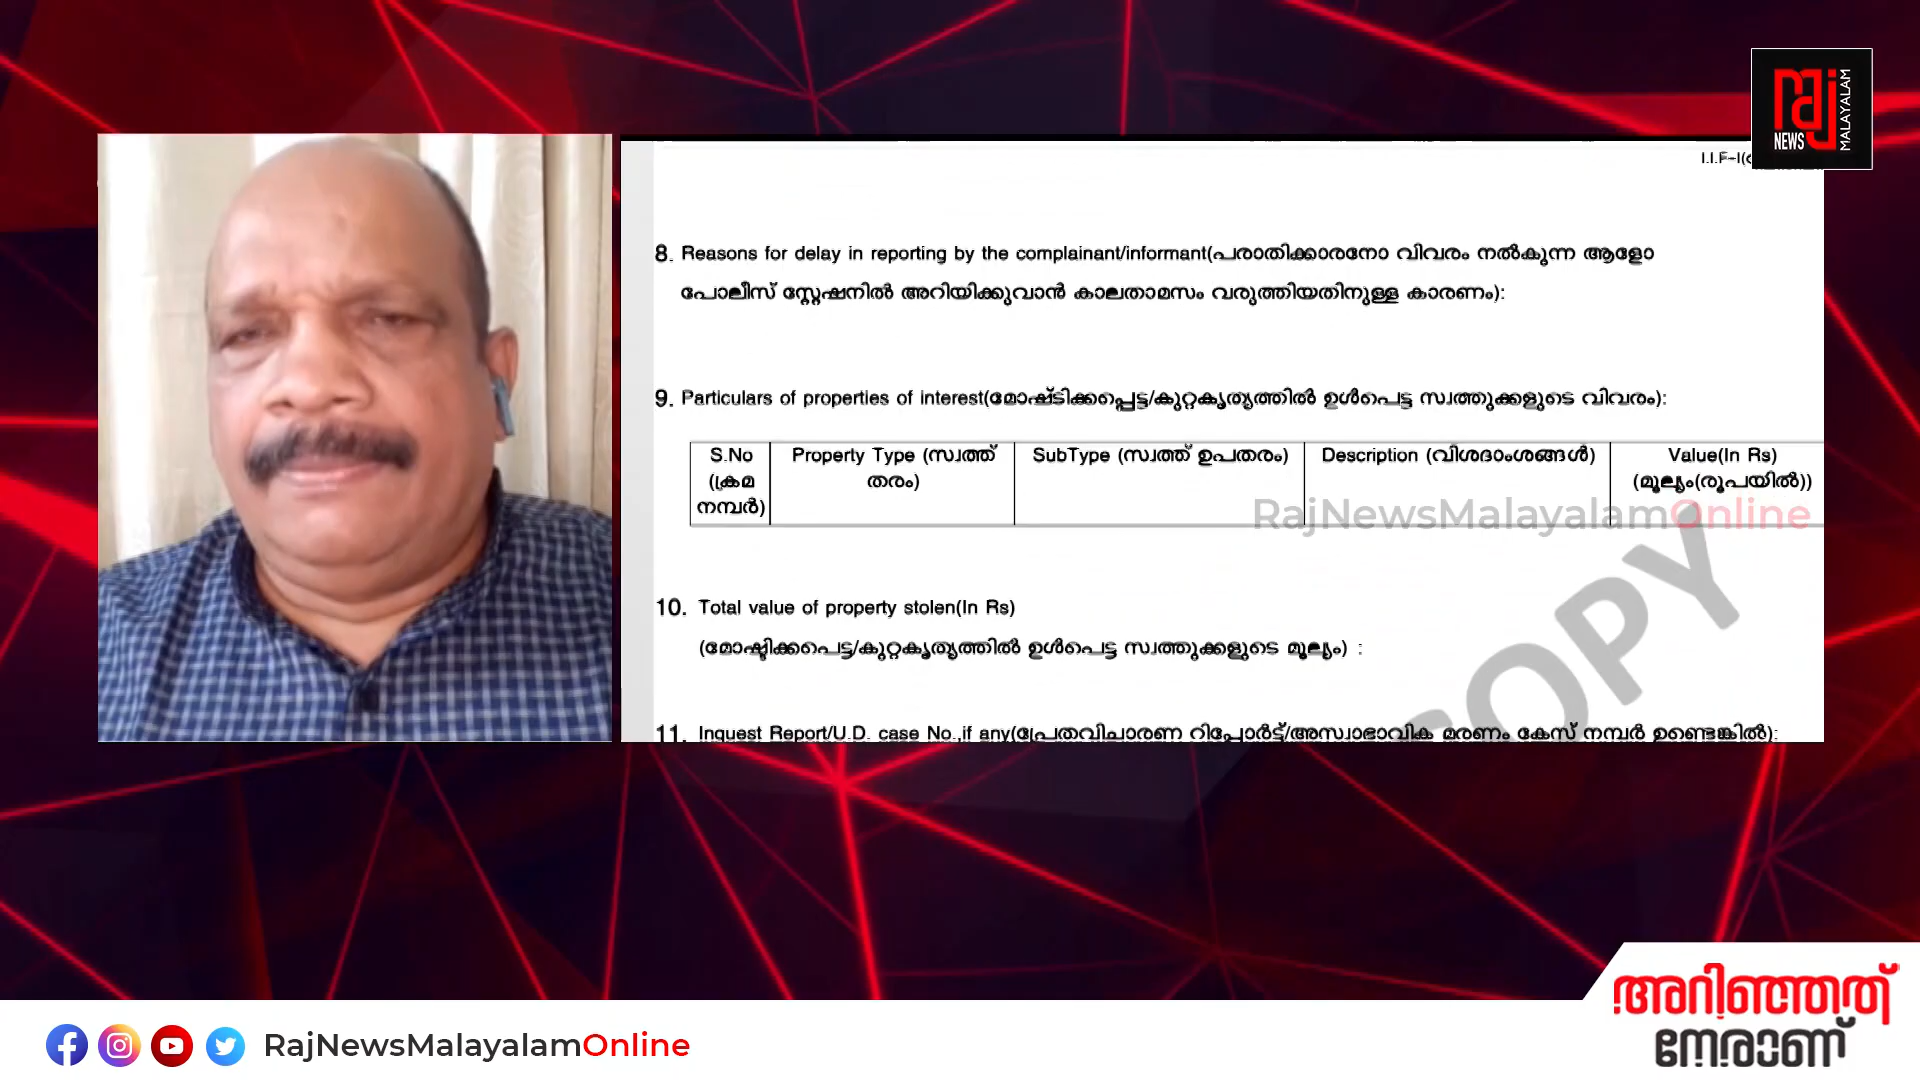 raj
NEWS
MALAYALAM
8. Reasons for delay in reporting by the complainant/informant(പരാതിക്കാരനോ വിവരം നൽകുന്ന ആളോ
പോലീസ് സ്റ്റേഷനിൽ അറിയിക്കുവാൻ കാലതാമസം വരുത്തിയതിനുള്ള കാരണം):
9. Particulars of properties of interest(മോഷ്ടിക്കപ്പെട്ട/കുറ്റകൃത്യത്തിൽ ഉൾപെട്ട സ്വത്തുക്കളുടെ വിവരം):
S.No Property Type (സ്വത്ത് SubType (സ്വത്ത് ഉപതരം) Description (വിശദാംശങ്ങൾ) Value(In Rs)
(ക്രമ തരം) (മൂല്യം(രൂപയിൽ))
നമ്പർ)
RajNewsMalayalamOnline
10. Total value of property stolen(In Rs)
(മോഷ്ടിക്കപെട്ട/കുറ്റകൃത്യത്തിൽ ഉൾപെട്ട സ്വത്തുക്കളുടെ മൂല്യം) :
COPY
11. Inquest Report/U.D. case No.,if any(പ്രേതവിചാരണ റിപ്പോർട്ട്/അസ്വാഭാവിക മരണം കേസ് നമ്പർ ഉണ്ടെങ്കിൽ):
അറിഞ്ഞത്
നേരാണ്
RajNewsMalayalamOnline